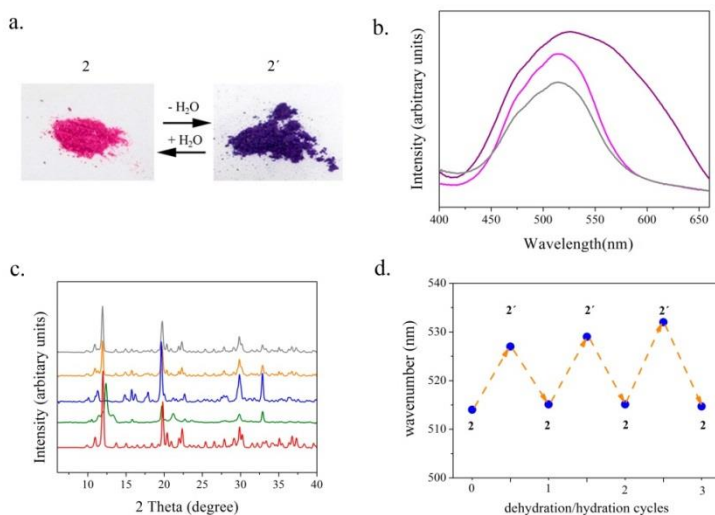 a.
2
2´
- H₂O
+ H₂O
b.
Intensity (arbitrary units)
400
450
500
550
600
650
Wavelength(nm)
c.
Intensity (arbitrary units)
10
15
20
25
30
35
40
2 Theta (degree)
d.
wavenumber (nm)
540
530
520
510
500
2´
2´
2´
2
2
2
2
0
1
2
3
dehydration/hydration cycles